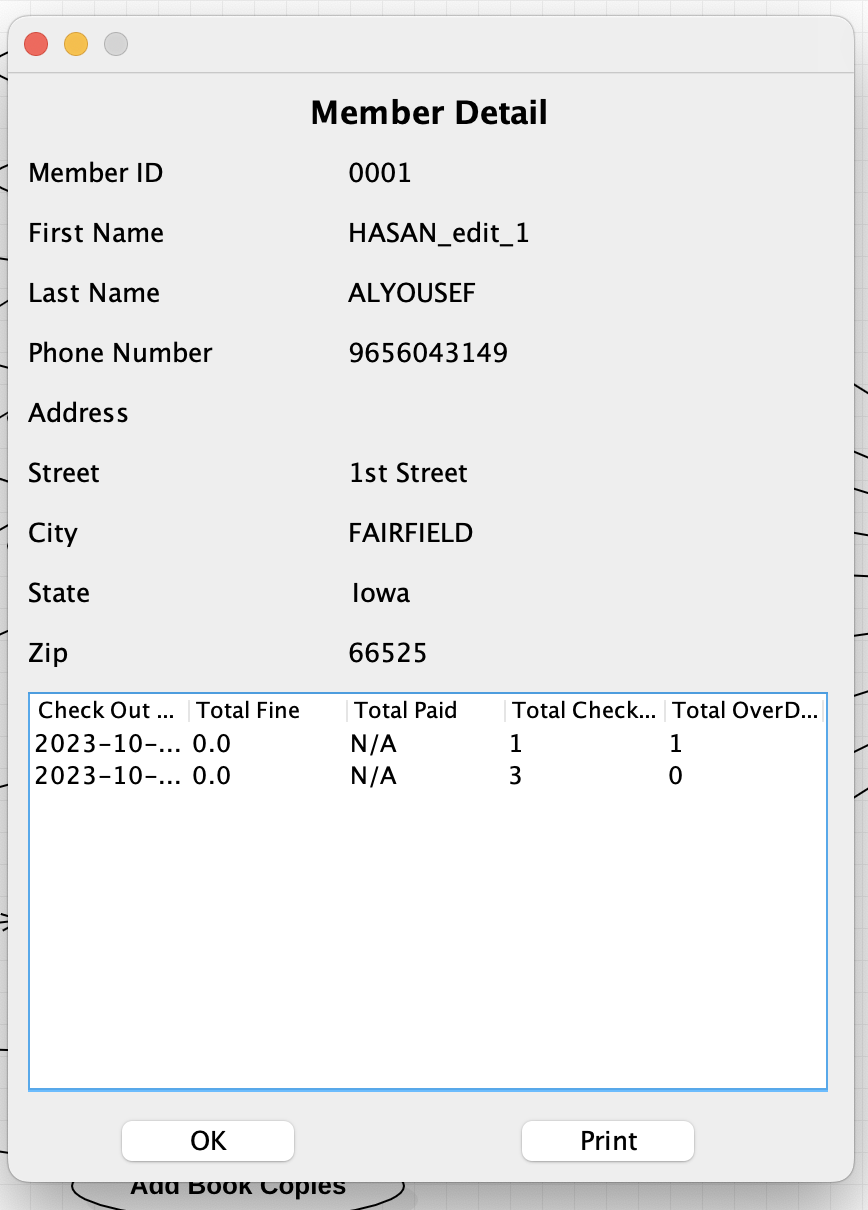 Member Detail
Member ID 0001
First Name HASAN_edit_1
Last Name ALYOUSEF
Phone Number 9656043149
Address
Street 1st Street
City FAIRFIELD
State Iowa
Zip 66525
Check Out ... Total Fine Total Paid Total Check... Total OverD...
2023-10-... 0.0 N/A 1 1
2023-10-... 0.0 N/A 3 0
OK Print
Add Book Copies